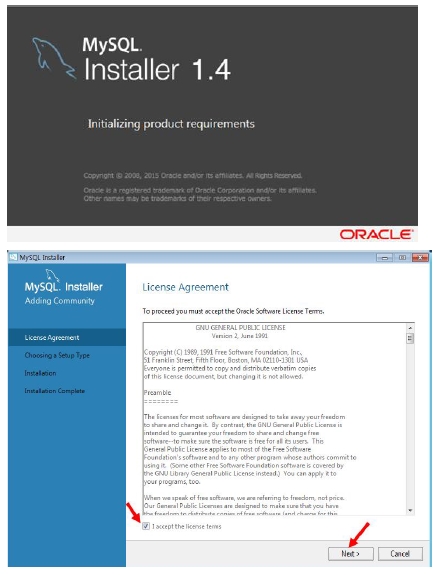 MySQL.
Installer 1.4
Initializing product requirements
Copyright © 2008, 2015 Oracle and/or its affiliates. All Rights Reserved.
Oracle is a registered trademark of Oracle Corporation and/or its affiliates.
Other names may be trademarks of their respective owners.
ORACLE
MySQL Installer
MySQL. Installer
Adding Community
License Agreement
Choosing a Setup Type
Installation
Installation Complete
License Agreement
To proceed you must accept the Oracle Software License Terms.
GNU GENERAL PUBLIC LICENSE
Version 2, June 1991
Copyright (C) 1989, 1991 Free Software Foundation, Inc.,
51 Franklin Street, Fifth Floor, Boston, MA 02110-1301 USA
Everyone is permitted to copy and distribute verbatim copies
of this license document, but changing it is not allowed.
Preamble
========
The licenses for most software are designed to take away your freedom
to share and change it. By contrast, the GNU General Public License is
intended to guarantee your freedom to share and change free
software--to make sure the software is free for all its users. This
General Public License applies to most of the Free Software
Foundation's software and to any other program whose authors commit to
using it. (Some other Free Software Foundation software is covered by
the GNU Library General Public License instead.) You can apply it to
your programs, too.
When we speak of free software, we are referring to freedom, not price.
Our General Public Licenses are designed to make sure that you have
the freedom to distribute copies of free software (and charge for this
I accept the license terms
Next >
Cancel